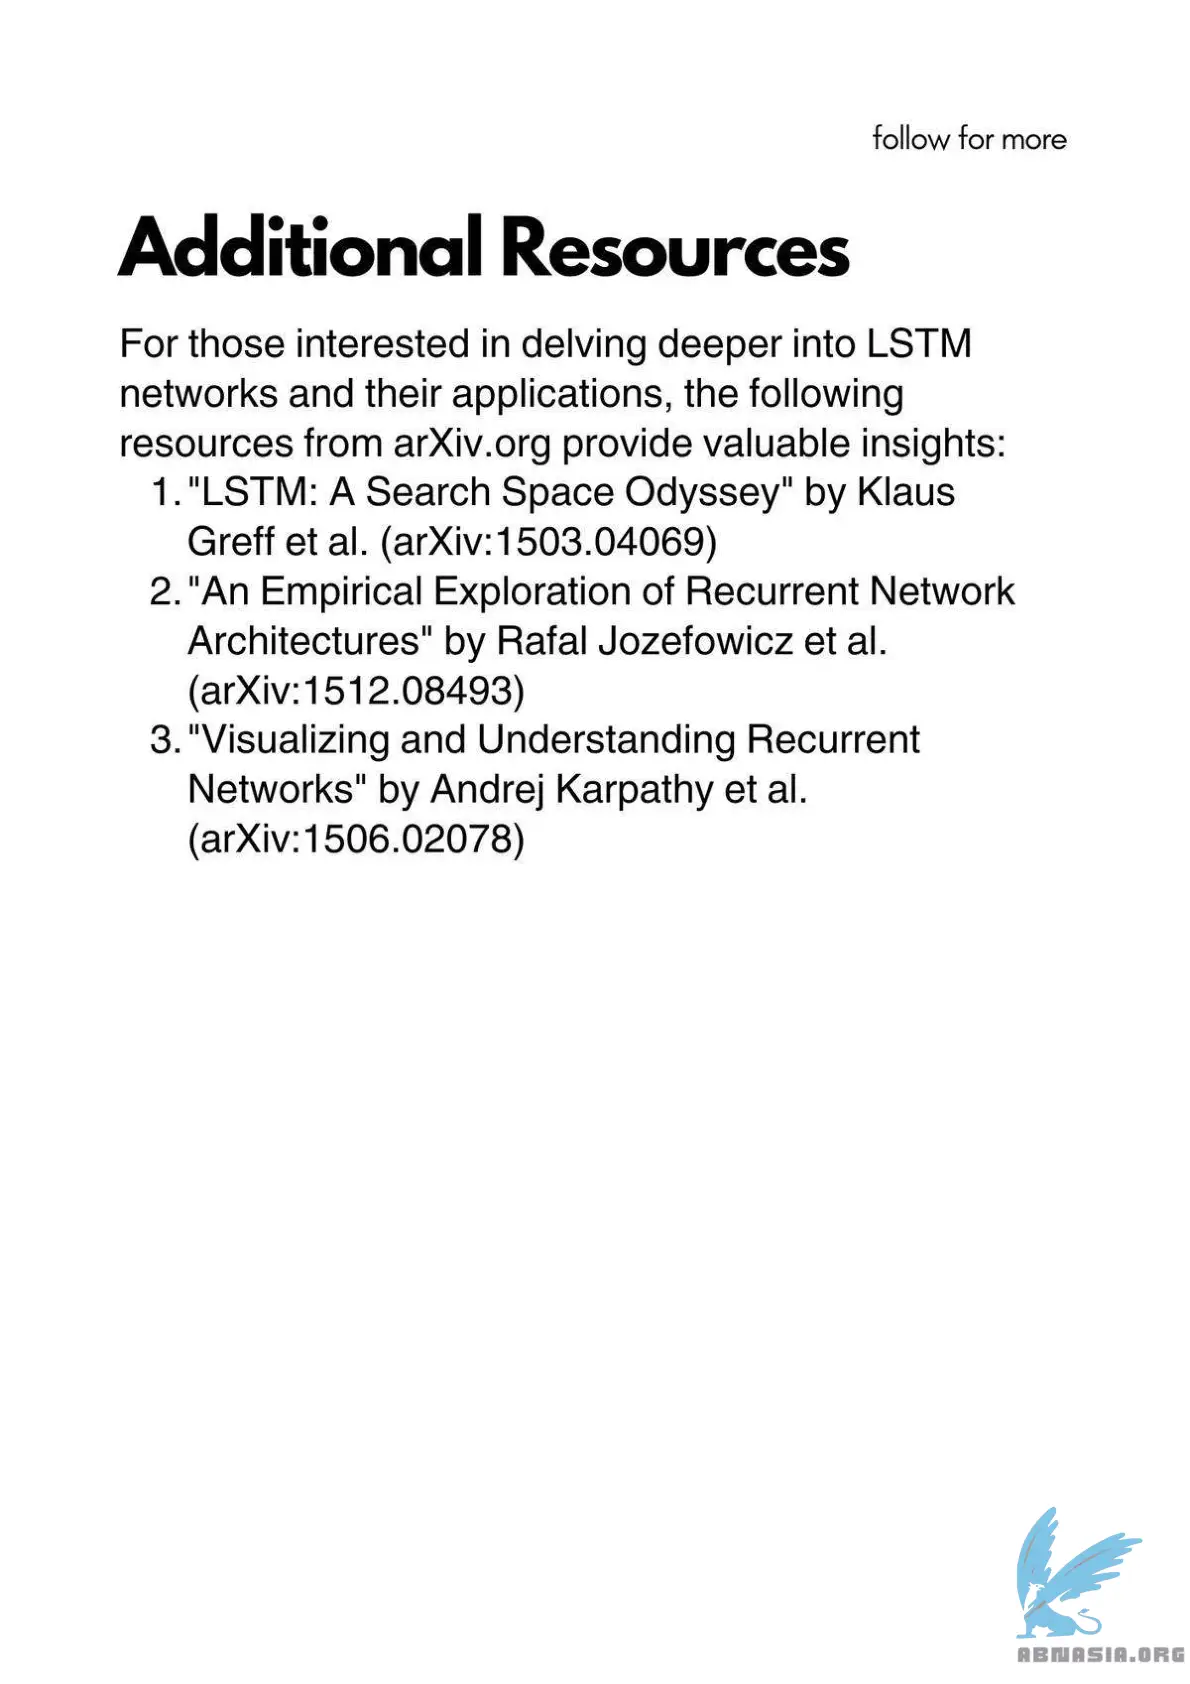 follow for more
Additional Resources
For those interested in delving deeper into LSTM
networks and their applications, the following
resources from arXiv.org provide valuable insights:
1. "LSTM: A Search Space Odyssey" by Klaus
Greff et al. (arXiv:1503.04069)
2. "An Empirical Exploration of Recurrent Network
Architectures" by Rafal Jozefowicz et al.
(arXiv:1512.08493)
3. "Visualizing and Understanding Recurrent
Networks" by Andrej Karpathy et al.
(arXiv:1506.02078)
ABNASIA.ORG